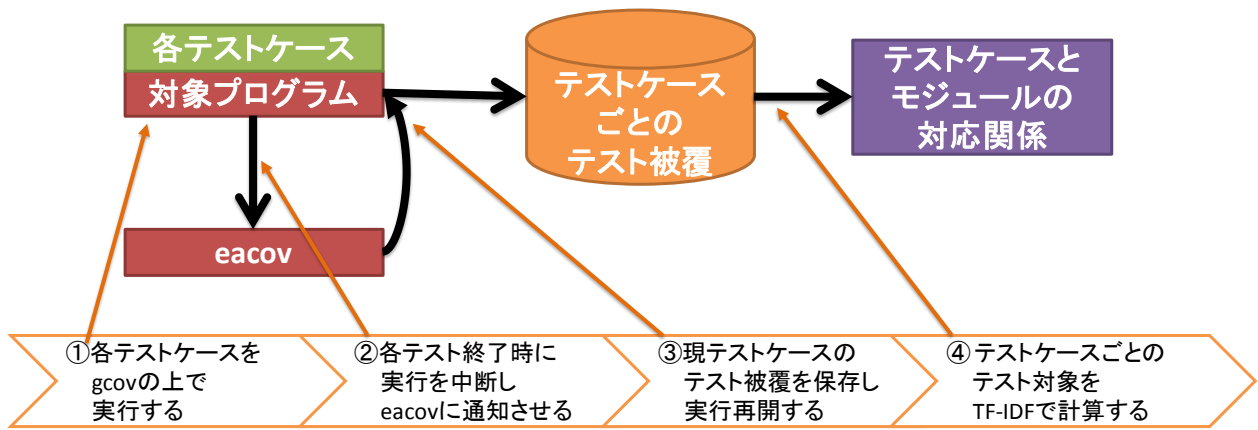 各テストケース
対象プログラム
テストケース
ごとの
テスト被覆
テストケースと
モジュールの
対応関係
eacov
①各テストケースを
gcovの上で
実行する
②各テスト終了時に
実行を中断し
eacovに通知させる
③現テストケースの
テスト被覆を保存し
実行再開する
④テストケースごとの
テスト対象を
TF-IDFで計算する